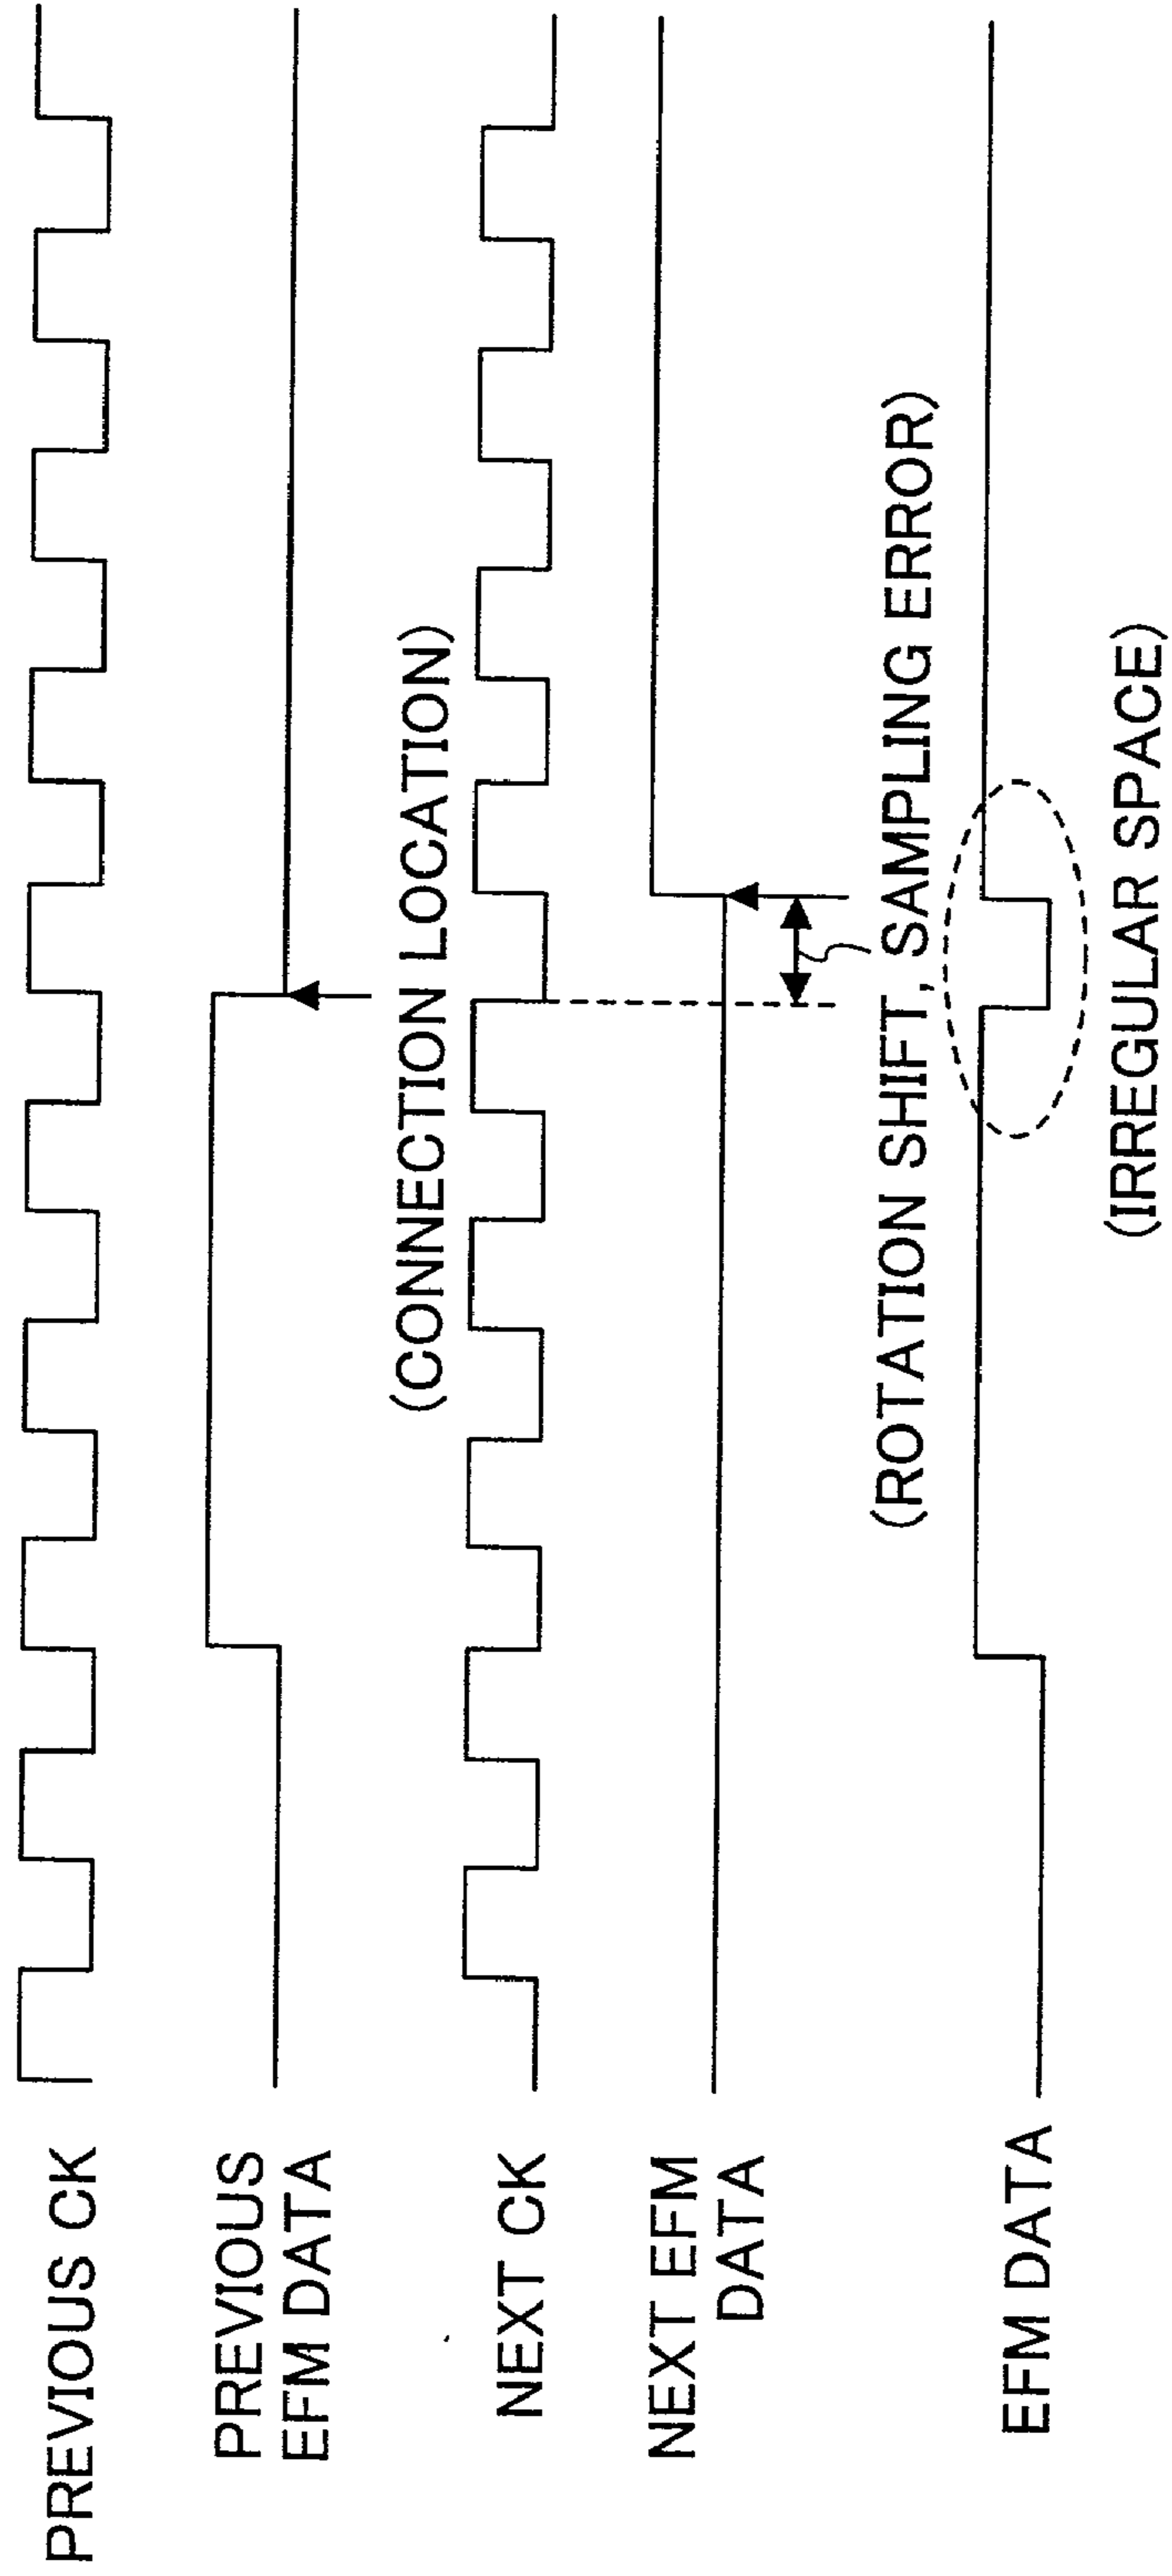 PREVIOUS CK
PREVIOUS
EFM DATA
(CONNECTION LOCATION)
NEXT CK
NEXT EFM
DATA
(ROTATION SHIFT, SAMPLING ERROR)
EFM DATA
(IRREGULAR SPACE)